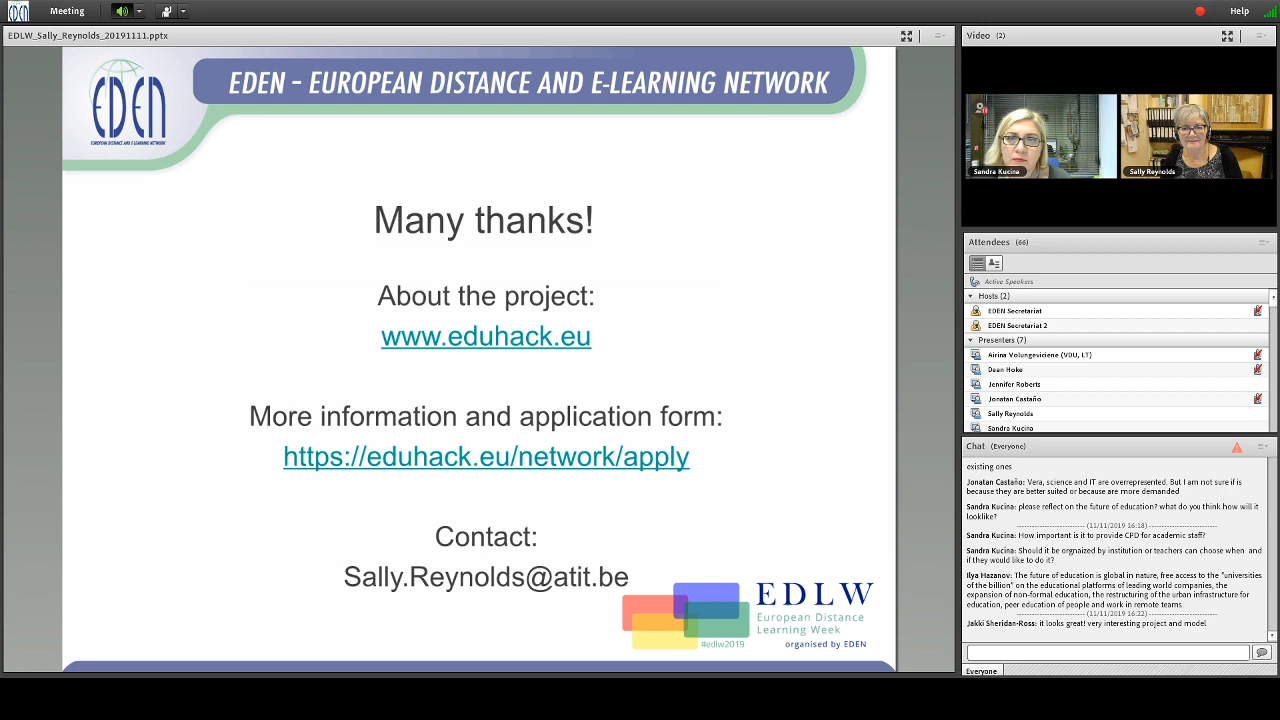 EDEN
Meeting
Help
EDLW_Sally_Reynolds_20191111.pptx
EDEN
EUROPEAN DISTANCE AND E-LEARNING NETWORK
EDEN – EUROPEAN DISTANCE AND E-LEARNING NETWORK
Many thanks!
About the project:
www.eduhack.eu
More information and application form:
https://eduhack.eu/network/apply
Contact:
Sally.Reynolds@atit.be
EDLW
European Distance
Learning Week
#edlw2019
organised by EDEN
Video (2)
Sandra Kucina
Sally Reynolds
Attendees (66)
Active Speakers
Hosts (2)
EDEN Secretariat
EDEN Secretariat 2
Presenters (7)
Airina Volungeviciene (VDU, LT)
Dean Hoke
Jennifer Roberts
Jonatan Castaño
Sally Reynolds
Sandra Kucina
Chat (Everyone)
existing ones
Jonatan Castaño: Vera, science and IT are overrepresented. But I am not sure if is
because they are better suited or because are more demanded
Sandra Kucina: please reflect on the future of education? what do you think how will it
looklike?
(11/11/2019 16:18)
Sandra Kucina: How important is it to provide CPD for academic staff?
Sandra Kucina: Should it be orgnaized by institution or teachers can choose when and
if they would like to do it?
Ilya Hazanov: The future of education is global in nature, free access to the "universities
of the billion" on the educational platforms of leading world companies, the
expansion of non-formal education, the restructuring of the urban infrastructure for
education, peer education of people and work in remote teams.
(11/11/2019 16:22)
Jakki Sheridan-Ross: it looks great! very interesting project and model
Everyone